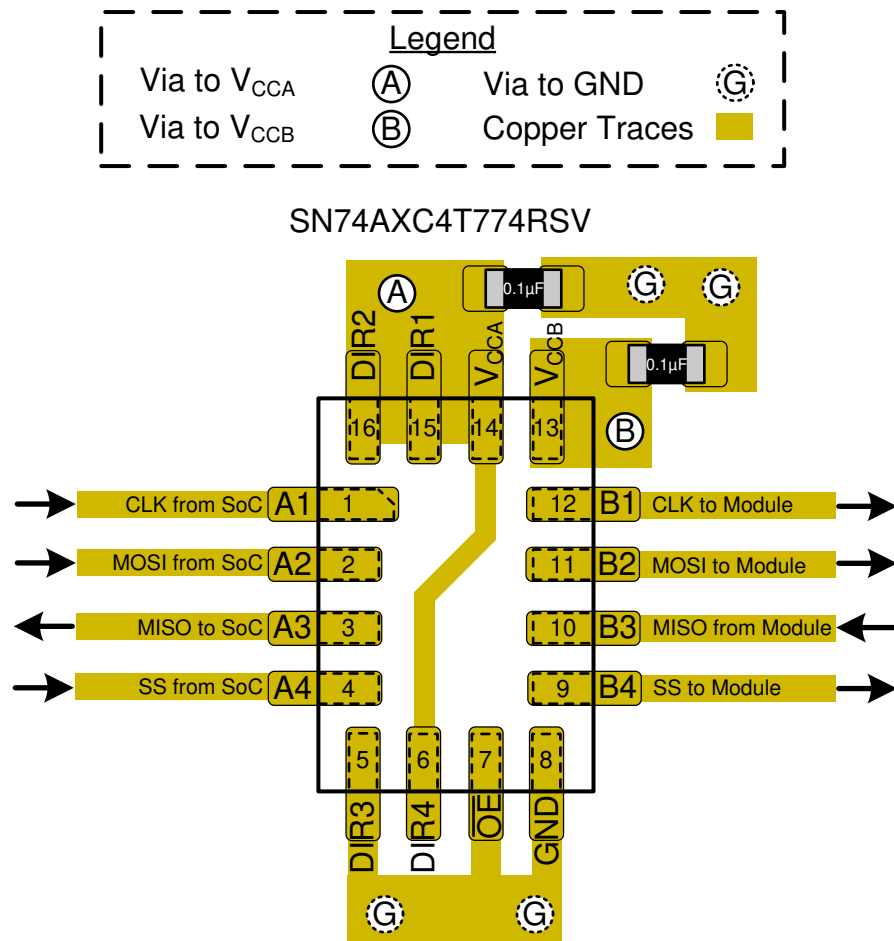 Legend
Via to VCCA A Via to GND G
Via to VCCB B Copper Traces
SN74AXC4T774RSV
A 0.1µF G G
DIR2 DIR1 VCCA VCCB 0.1µF
16 15 14 13 B
CLK from SoC A1 1 12 B1 CLK to Module
MOSI from SoC A2 2 11 B2 MOSI to Module
MISO to SoC A3 3 10 B3 MISO from Module
SS from SoC A4 4 9 B4 SS to Module
5 6 7 8
DIR3 DIR4 O̅E̅ GND
G G